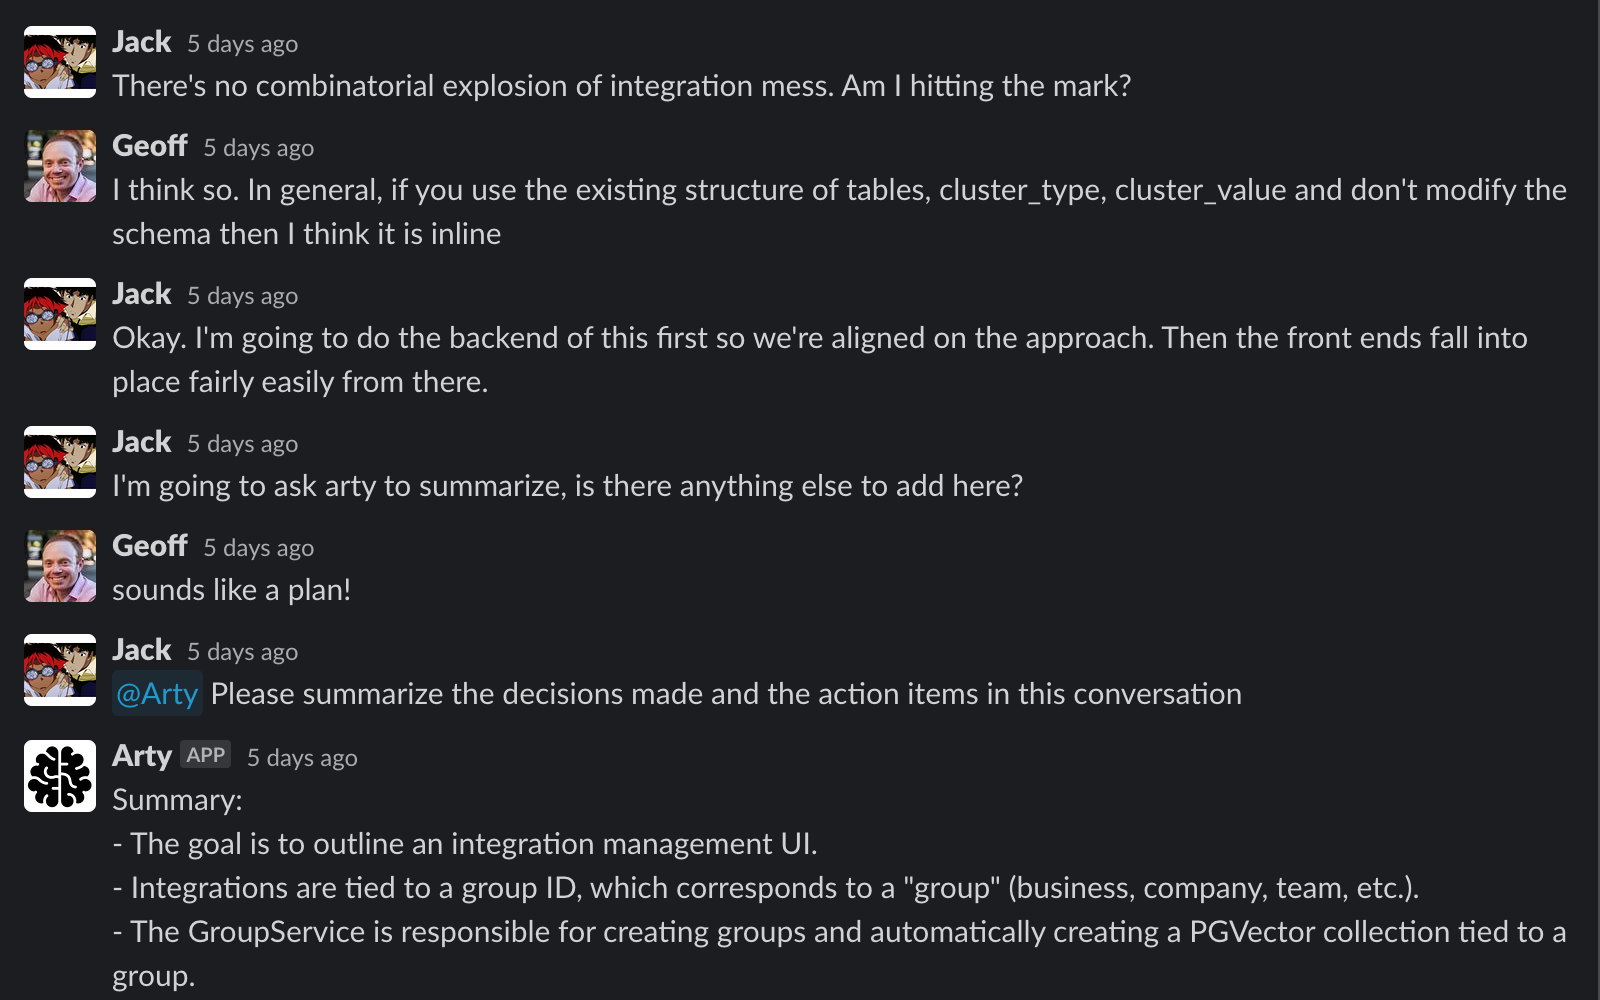 Jack 5 days ago
There's no combinatorial explosion of integration mess. Am I hitting the mark?
Geoff 5 days ago
I think so. In general, if you use the existing structure of tables, cluster_type, cluster_value and don't modify the
schema then I think it is inline
Jack 5 days ago
Okay. I'm going to do the backend of this first so we're aligned on the approach. Then the front ends fall into
place fairly easily from there.
Jack 5 days ago
I'm going to ask arty to summarize, is there anything else to add here?
Geoff 5 days ago
sounds like a plan!
Jack 5 days ago
@Arty Please summarize the decisions made and the action items in this conversation
Arty APP 5 days ago
Summary:
- The goal is to outline an integration management UI.
- Integrations are tied to a group ID, which corresponds to a "group" (business, company, team, etc.).
- The GroupService is responsible for creating groups and automatically creating a PGVector collection tied to a
group.